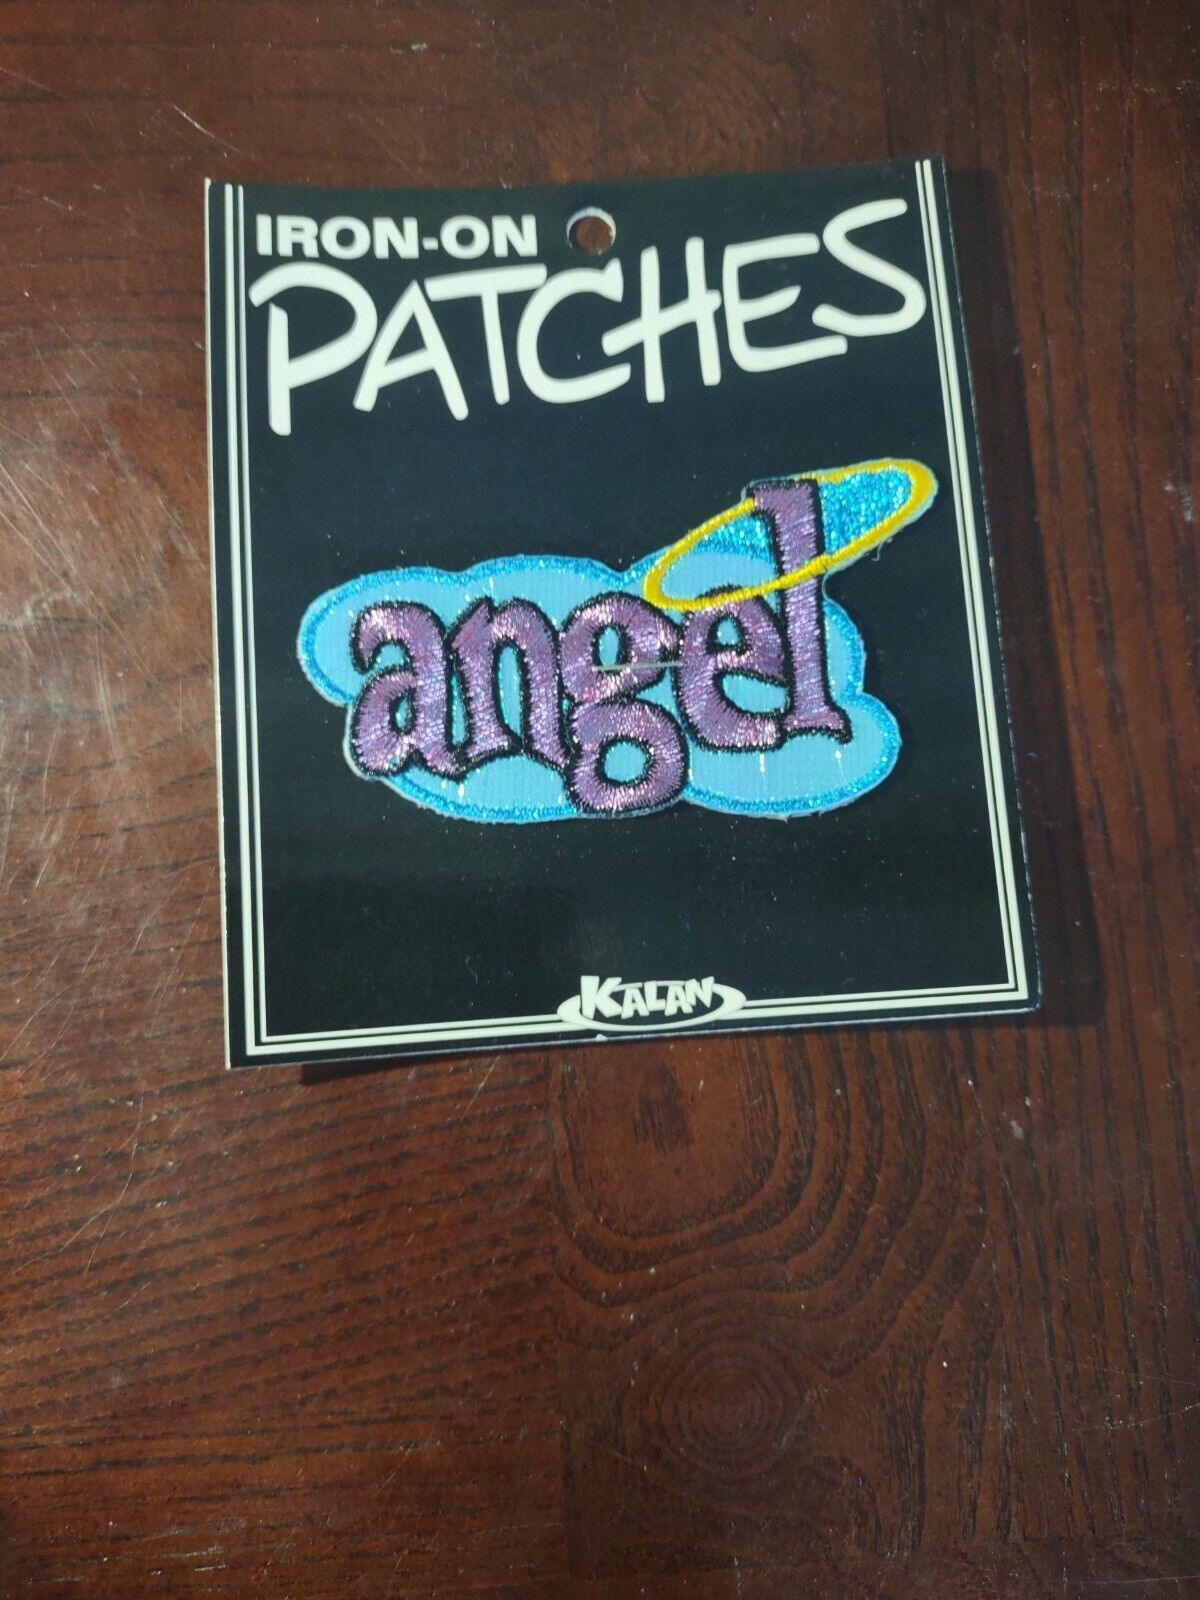 IRON-ON
PATCHES
angel
KALAN